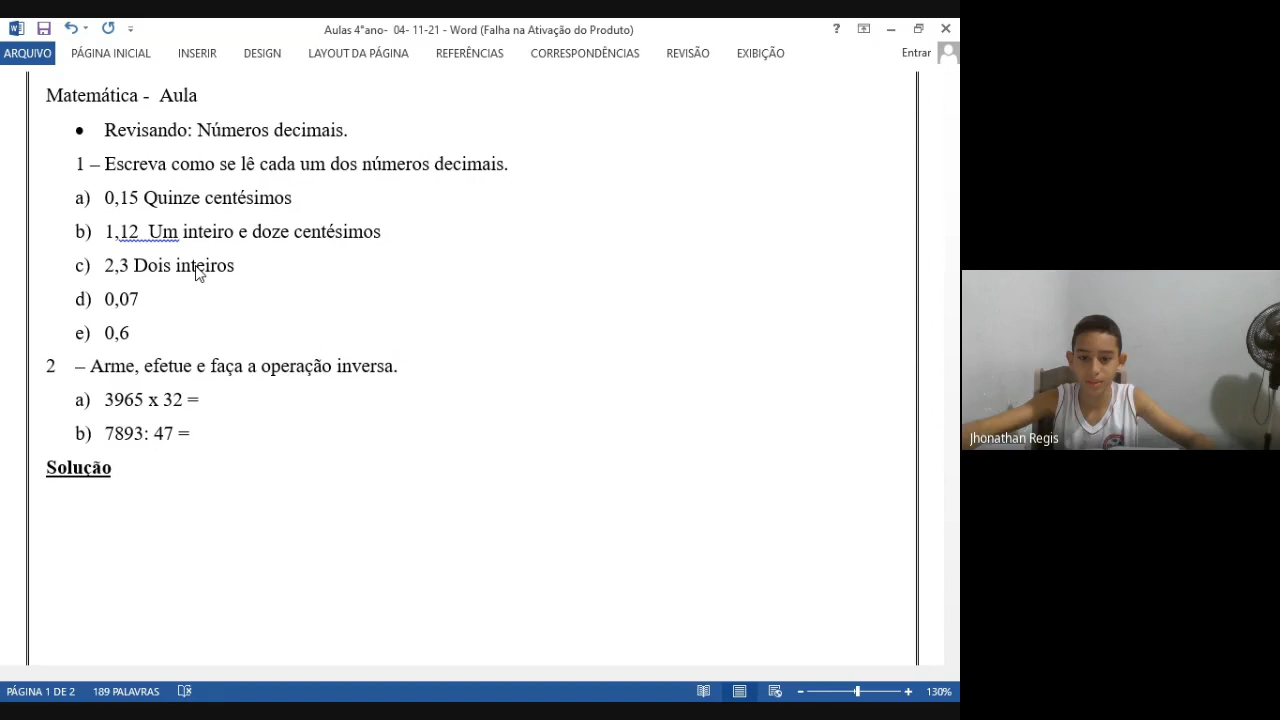 Aulas 4°ano- 04- 11-21 - Word (Falha na Ativação do Produto)
?
ARQUIVO PÁGINA INICIAL INSERIR DESIGN LAYOUT DA PÁGINA REFERÊNCIAS CORRESPONDÊNCIAS REVISÃO EXIBIÇÃO Entrar
Matemática - Aula
• Revisando: Números decimais.
1 – Escreva como se lê cada um dos números decimais.
a) 0,15 Quinze centésimos
b) 1,12 Um inteiro e doze centésimos
c) 2,3 Dois inteiros
d) 0,07
e) 0,6
2 – Arme, efetue e faça a operação inversa.
a) 3965 x 32 =
b) 7893: 47 =
Solução
Jhonathan Regis
PÁGINA 1 DE 2 189 PALAVRAS 130%